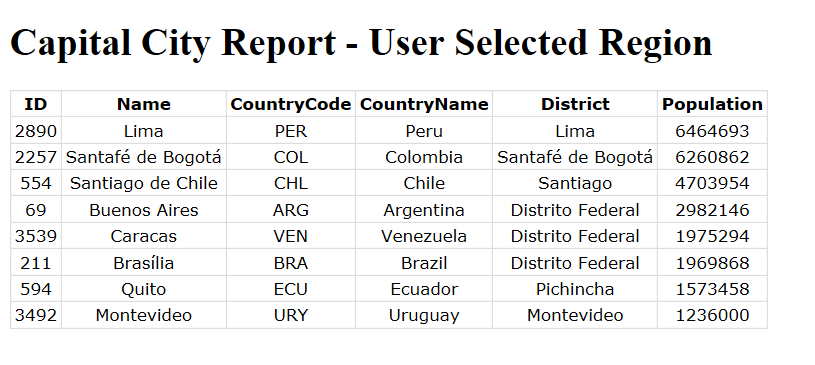 Capital City Report - User Selected Region
ID Name CountryCode CountryName District Population
2890 Lima PER Peru Lima 6464693
2257 Santafé de Bogotá COL Colombia Santafé de Bogotá 6260862
554 Santiago de Chile CHL Chile Santiago 4703954
69 Buenos Aires ARG Argentina Distrito Federal 2982146
3539 Caracas VEN Venezuela Distrito Federal 1975294
211 Brasília BRA Brazil Distrito Federal 1969868
594 Quito ECU Ecuador Pichincha 1573458
3492 Montevideo URY Uruguay Montevideo 1236000